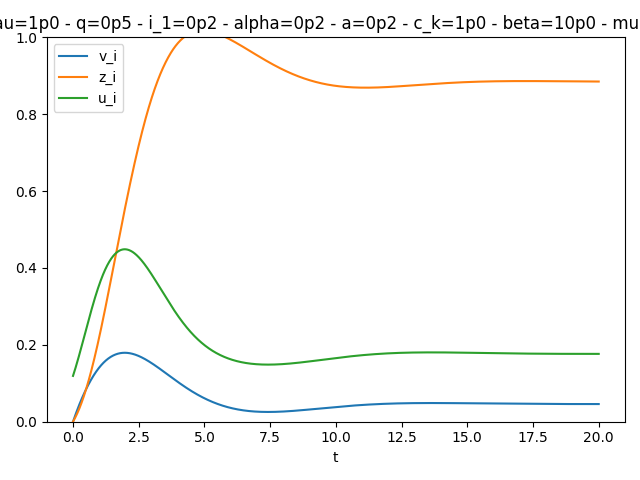 au=1p0 - q=0p5 - i_1=0p2 - alpha=0p2 - a=0p2 - c_k=1p0 - beta=10p0 - mu
1.0
v_i
z_i
u_i
0.8
0.6
0.4
0.2
0.0
0.0 2.5 5.0 7.5 10.0 12.5 15.0 17.5 20.0
t